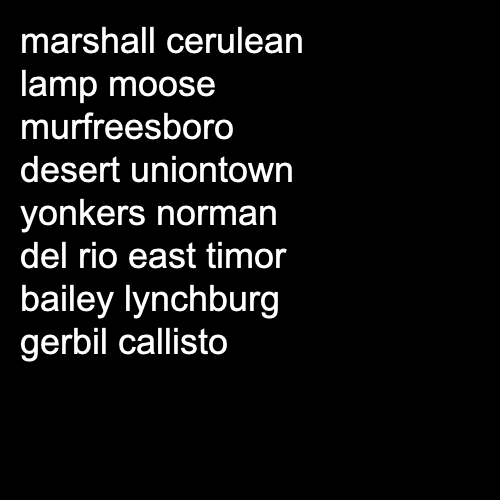 marshall cerulean
lamp moose
murfreesboro
desert uniontown
yonkers norman
del rio east timor
bailey lynchburg
gerbil callisto